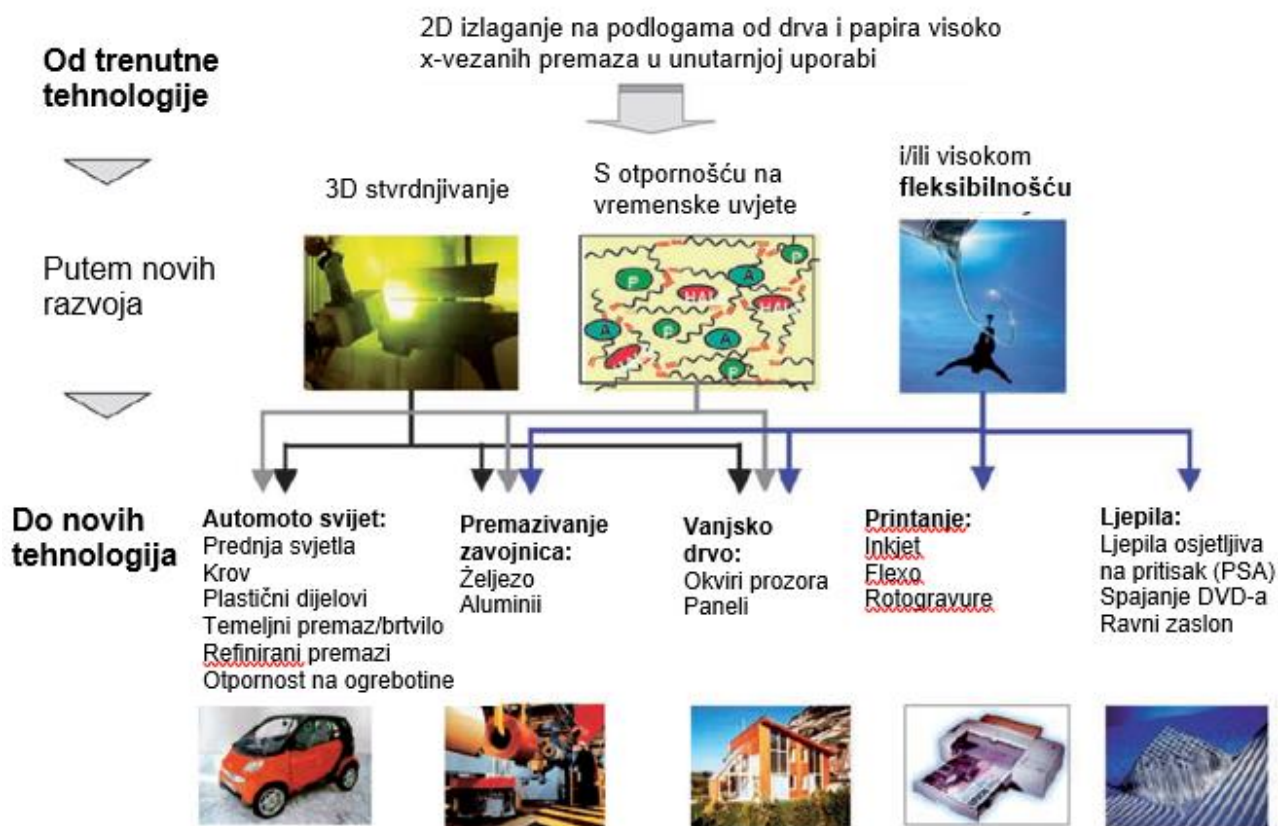 2D izlaganje na podlogama od drva i papira visoko
x-vezanih premaza u unutarnjoj uporabi
Od trenutne
tehnologije
3D stvrdnjivanje
S otpornošću na
vremenske uvjete
i/ili visokom
fleksibilnošću
Putem novih
razvoja
P
A
P
HALS
HALS
A
P
A
P
Do novih
tehnologija
Automoto svijet:
Prednja svjetla
Krov
Plastični dijelovi
Temeljni premaz/brtvilo
Refinirani premazi
Otpornost na ogrebotine
Premazivanje
zavojnica:
Željezo
Aluminii
Vanjsko
drvo:
Okviri prozora
Paneli
Printanje:
Inkjet
Flexo
Rotogravure
Ljepila:
Ljepila osjetljiva
na pritisak (PSA)
Spajanje DVD-a
Ravni zaslon